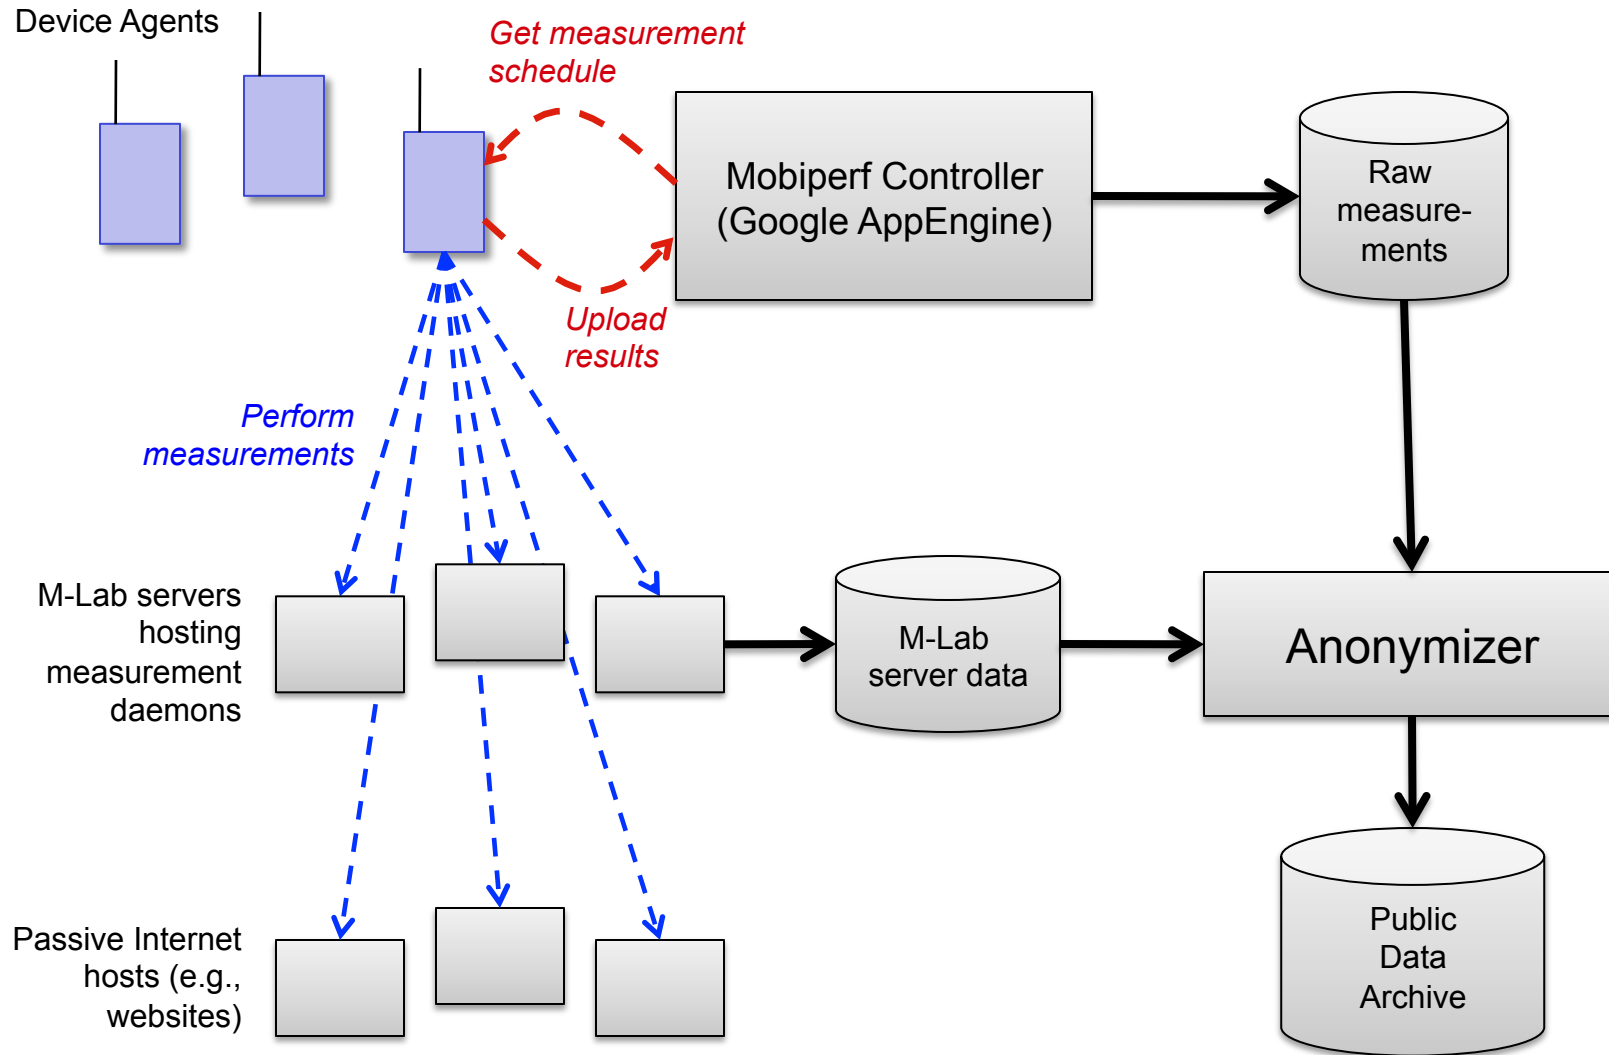 Device Agents
Get measurement
schedule
Mobiperf Controller
(Google AppEngine)
Raw
measure-
ments
Upload
results
Perform
measurements
M-Lab servers
hosting
measurement
daemons
M-Lab
server data
Anonymizer
Passive Internet
hosts (e.g.,
websites)
Public
Data
Archive